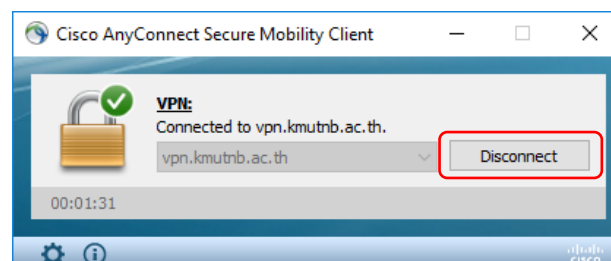 Cisco AnyConnect Secure Mobility Client
VPN:
Connected to vpn.kmutnb.ac.th.
vpn.kmutnb.ac.th
Disconnect
00:01:31
CISCO